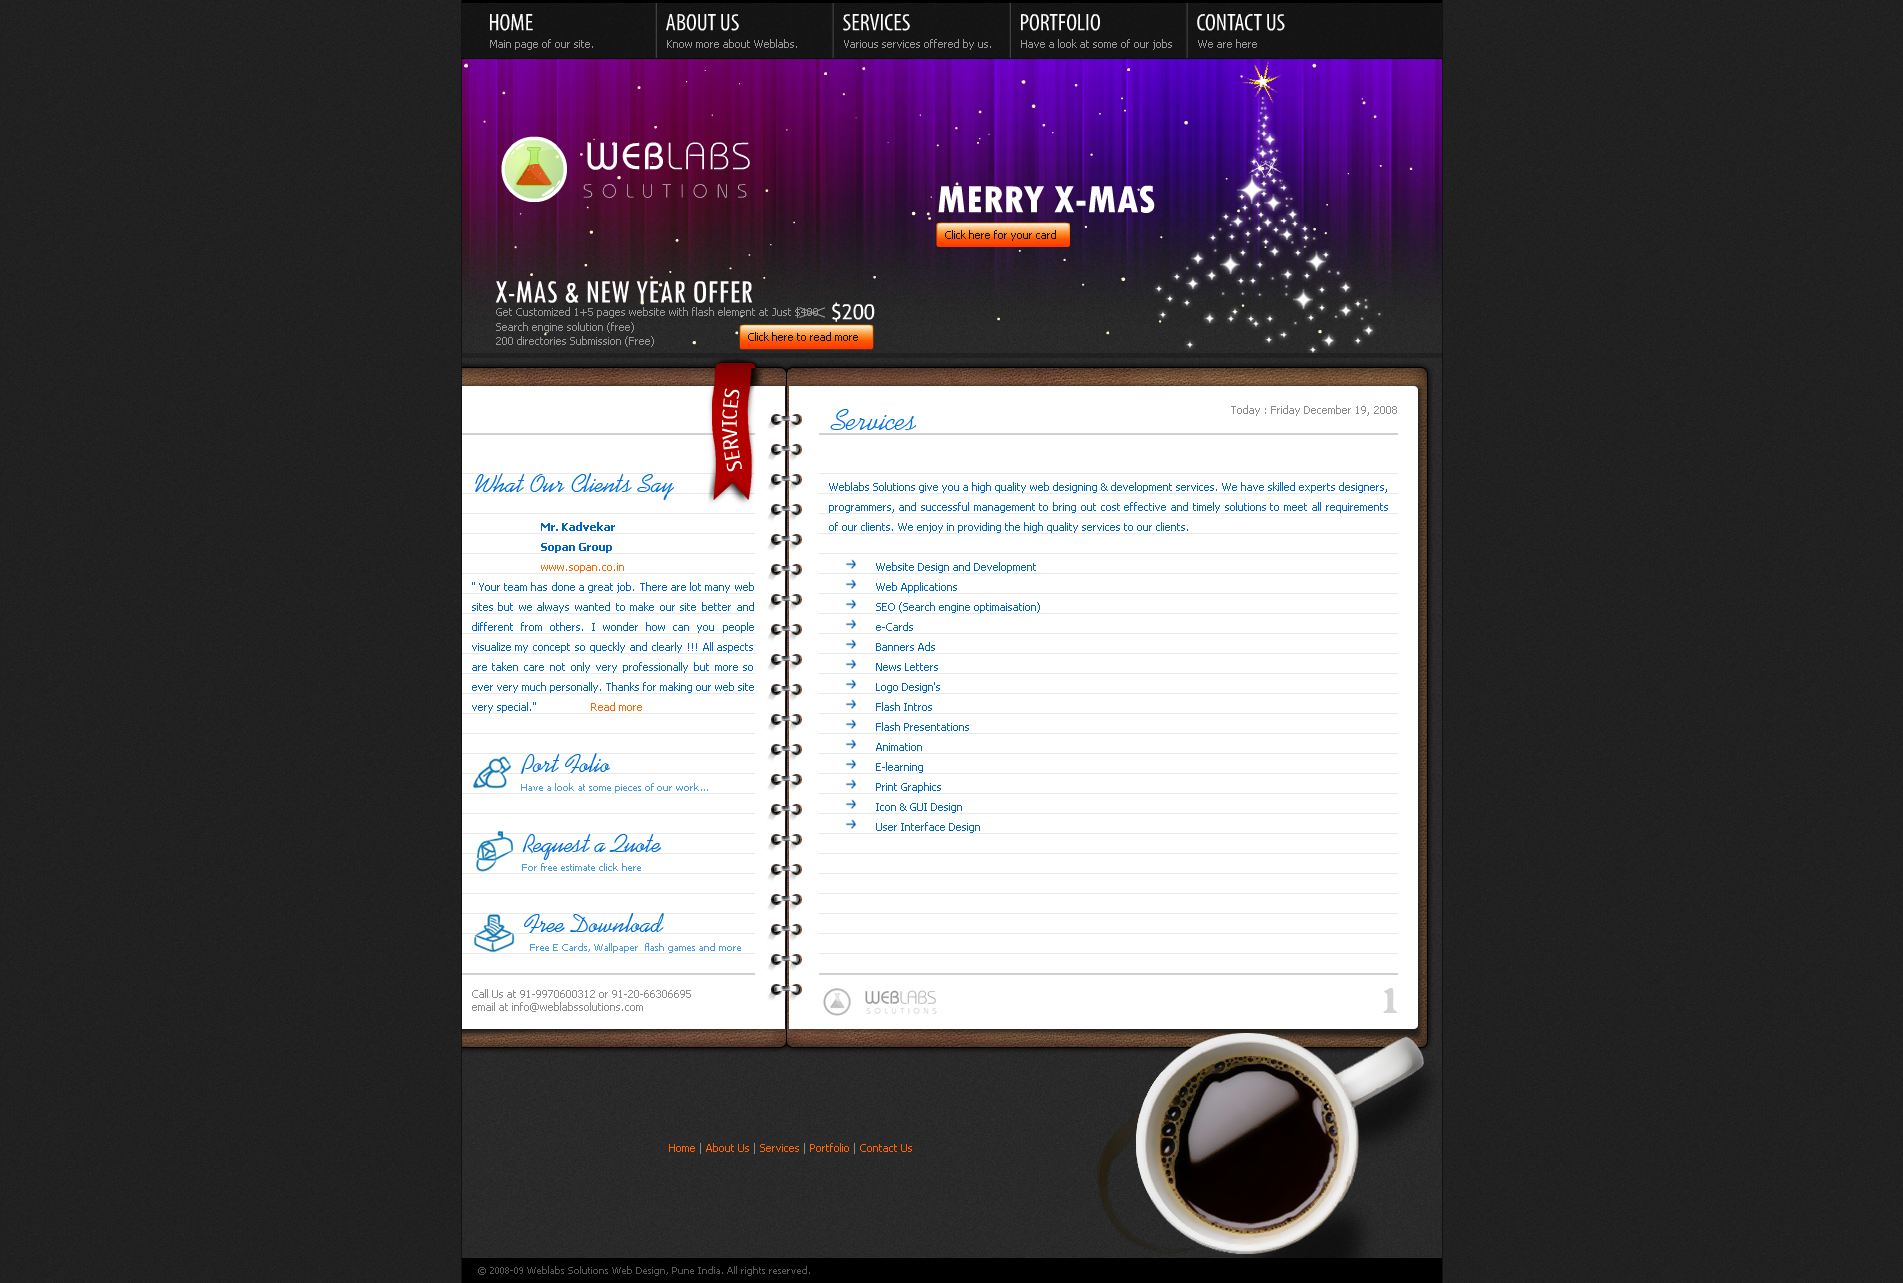 HOME
Main page of our site.
ABOUT US
Know more about Weblabs.
SERVICES
Various services offered by us.
PORTFOLIO
Have a look at some of our jobs
CONTACT US
We are here
WEBLABS
SOLUTIONS
MERRY X-MAS
Click here for your card
X-MAS & NEW YEAR OFFER
Get Customized 1+5 pages website with flash element at Just $400 $200
Search engine solution (free)
200 directories Submission (Free)
Click here to read more
SERVICES
What Our Clients Say
Mr. Kadvekar
Sopan Group
www.sopan.co.in
" Your team has done a great job. There are lot many web
sites but we always wanted to make our site better and
different from others. I wonder how can you people
visualize my concept so queckly and clearly !!! All aspects
are taken care not only very professionally but more so
ever very much personally. Thanks for making our web site
very special." Read more
Port Folio
Have a look at some pieces of our work...
Request a Quote
For free estimate click here
Free Download
Free E Cards, Wallpaper flash games and more
Call Us at 91-9970600312 or 91-20-66306695
email at info@weblabssolutions.com
Services
Today : Friday December 19, 2008
Weblabs Solutions give you a high quality web designing & development services. We have skilled experts designers,
programmers, and successful management to bring out cost effective and timely solutions to meet all requirements
of our clients. We enjoy in providing the high quality services to our clients.
Website Design and Development
Web Applications
SEO (Search engine optimaisation)
e-Cards
Banners Ads
News Letters
Logo Design's
Flash Intros
Flash Presentations
Animation
E-learning
Print Graphics
Icon & GUI Design
User Interface Design
WEBLABS
SOLUTIONS
1
Home | About Us | Services | Portfolio | Contact Us
© 2008-09 Weblabs Solutions Web Design, Pune India. All rights reserved.